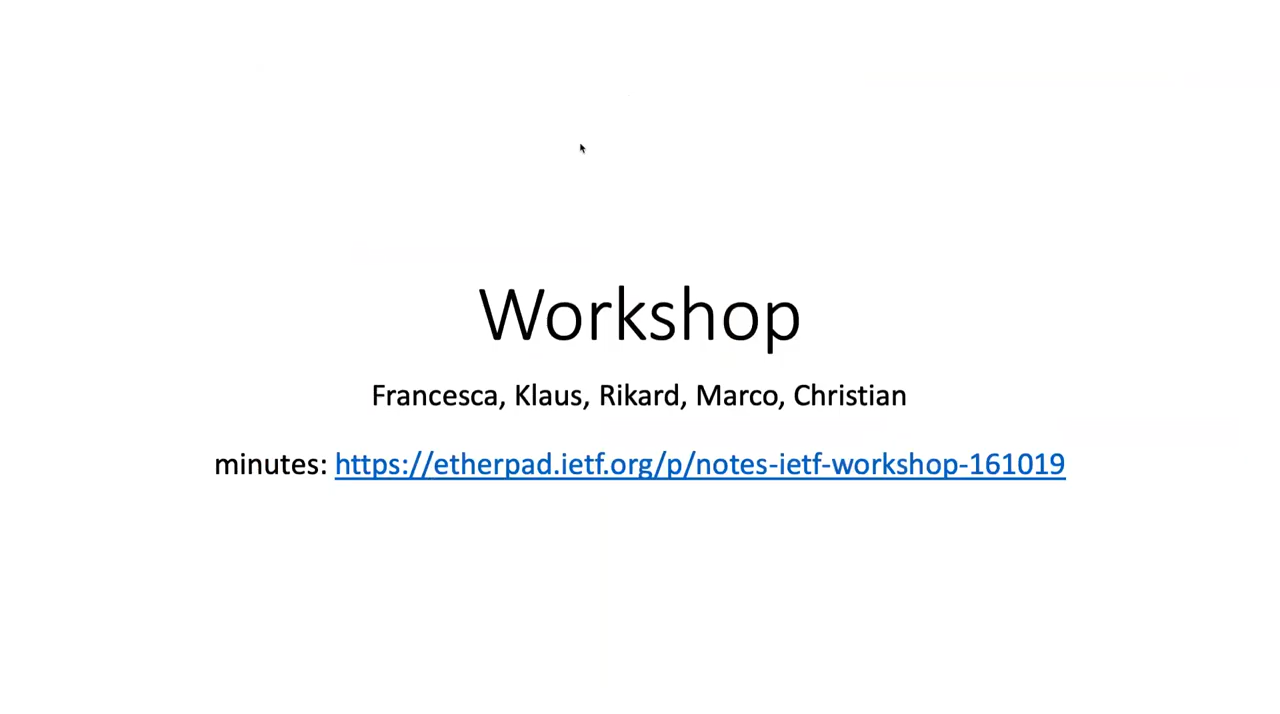 Workshop
Francesca, Klaus, Rikard, Marco, Christian
minutes: https://etherpad.ietf.org/p/notes-ietf-workshop-161019